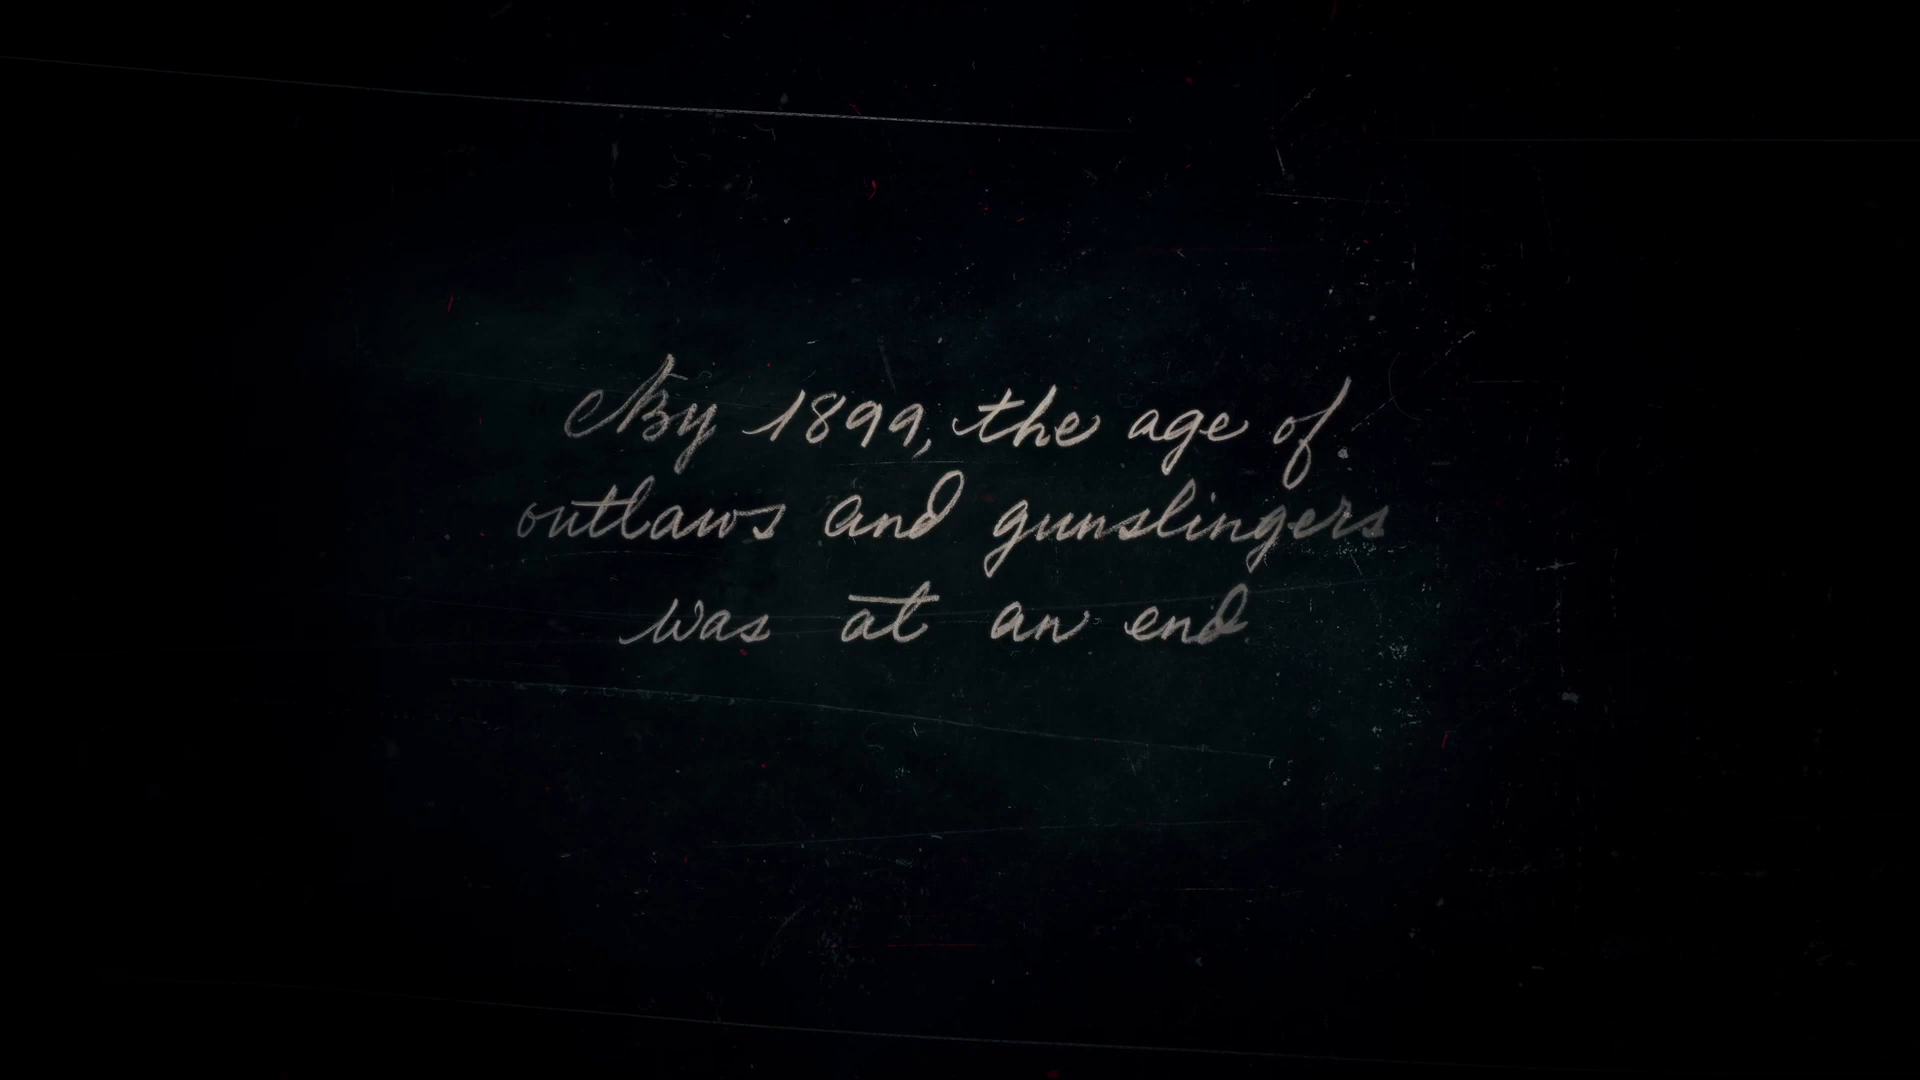 By 1899, the age of
outlaws and gunslingers
was at an end.